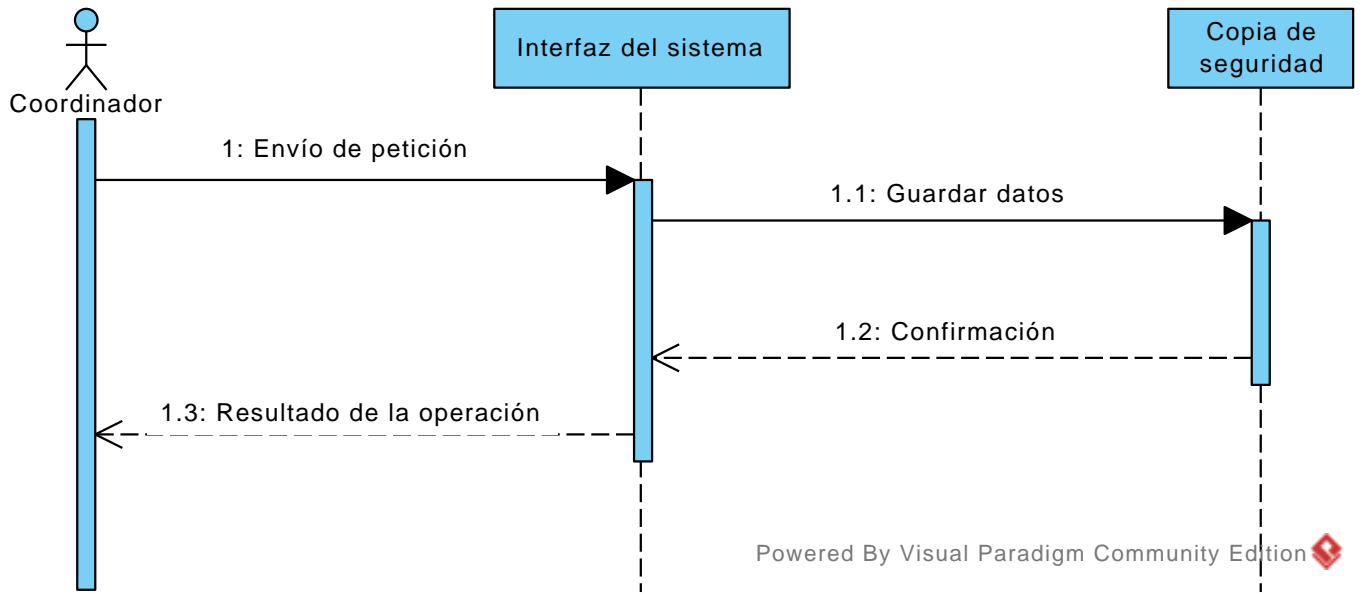 Interfaz del sistema
Copia de
seguridad
Coordinador
1: Envío de petición
1.1: Guardar datos
1.2: Confirmación
1.3: Resultado de la operación
Powered By Visual Paradigm Community Edition